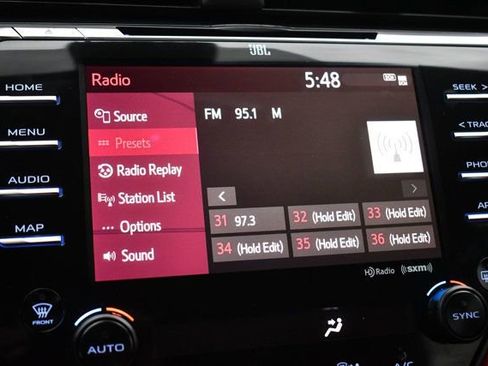 JBL
Radio 5:48 DCM
HOME
SEEK >
Source
FM 95.1 M
MENU
Presets
< TRACK
Radio Replay
AUDIO
Station List
MAP
31 97.3 32 (Hold Edit) 33 (Hold Edit)
Options
34 (Hold Edit) 35 (Hold Edit) 36 (Hold Edit)
Sound
HD Radio ((sxm))
FRONT
SYNC
AUTO
A/C